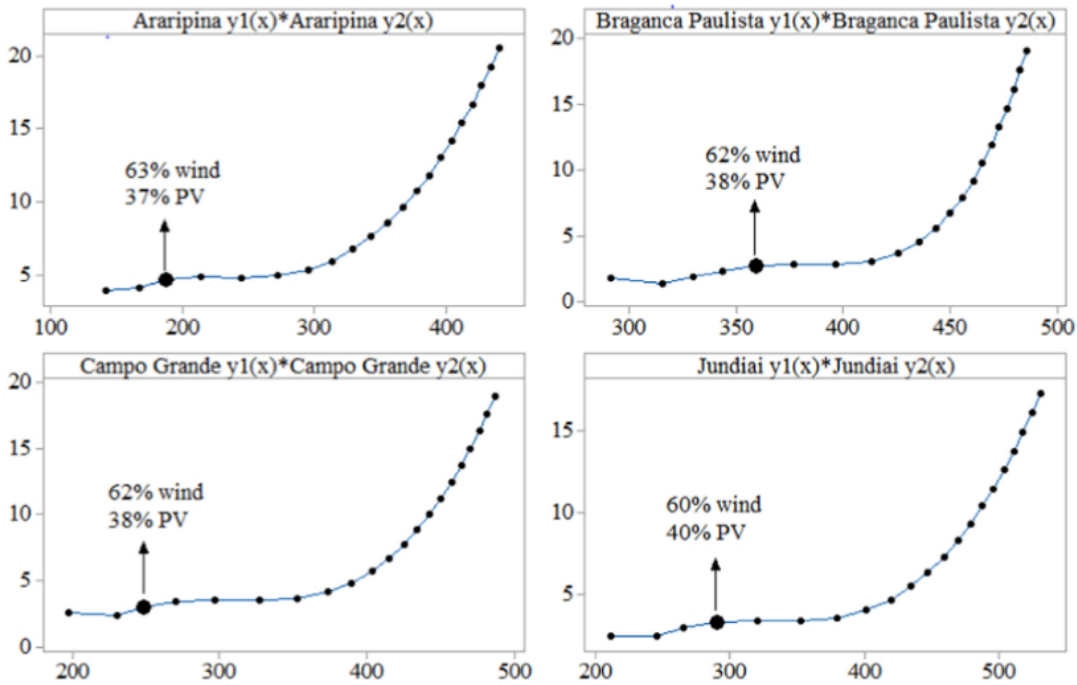 Araripina y1(x)*Araripina y2(x)
20
15
10
5
63% wind
37% PV
100
200
300
400
Braganca Paulista y1(x)*Braganca Paulista y2(x)
20
15
10
5
0
62% wind
38% PV
300
350
400
450
500
Campo Grande y1(x)*Campo Grande y2(x)
20
15
10
5
0
62% wind
38% PV
200
300
400
500
Jundiai y1(x)*Jundiai y2(x)
15
10
5
60% wind
40% PV
200
300
400
500